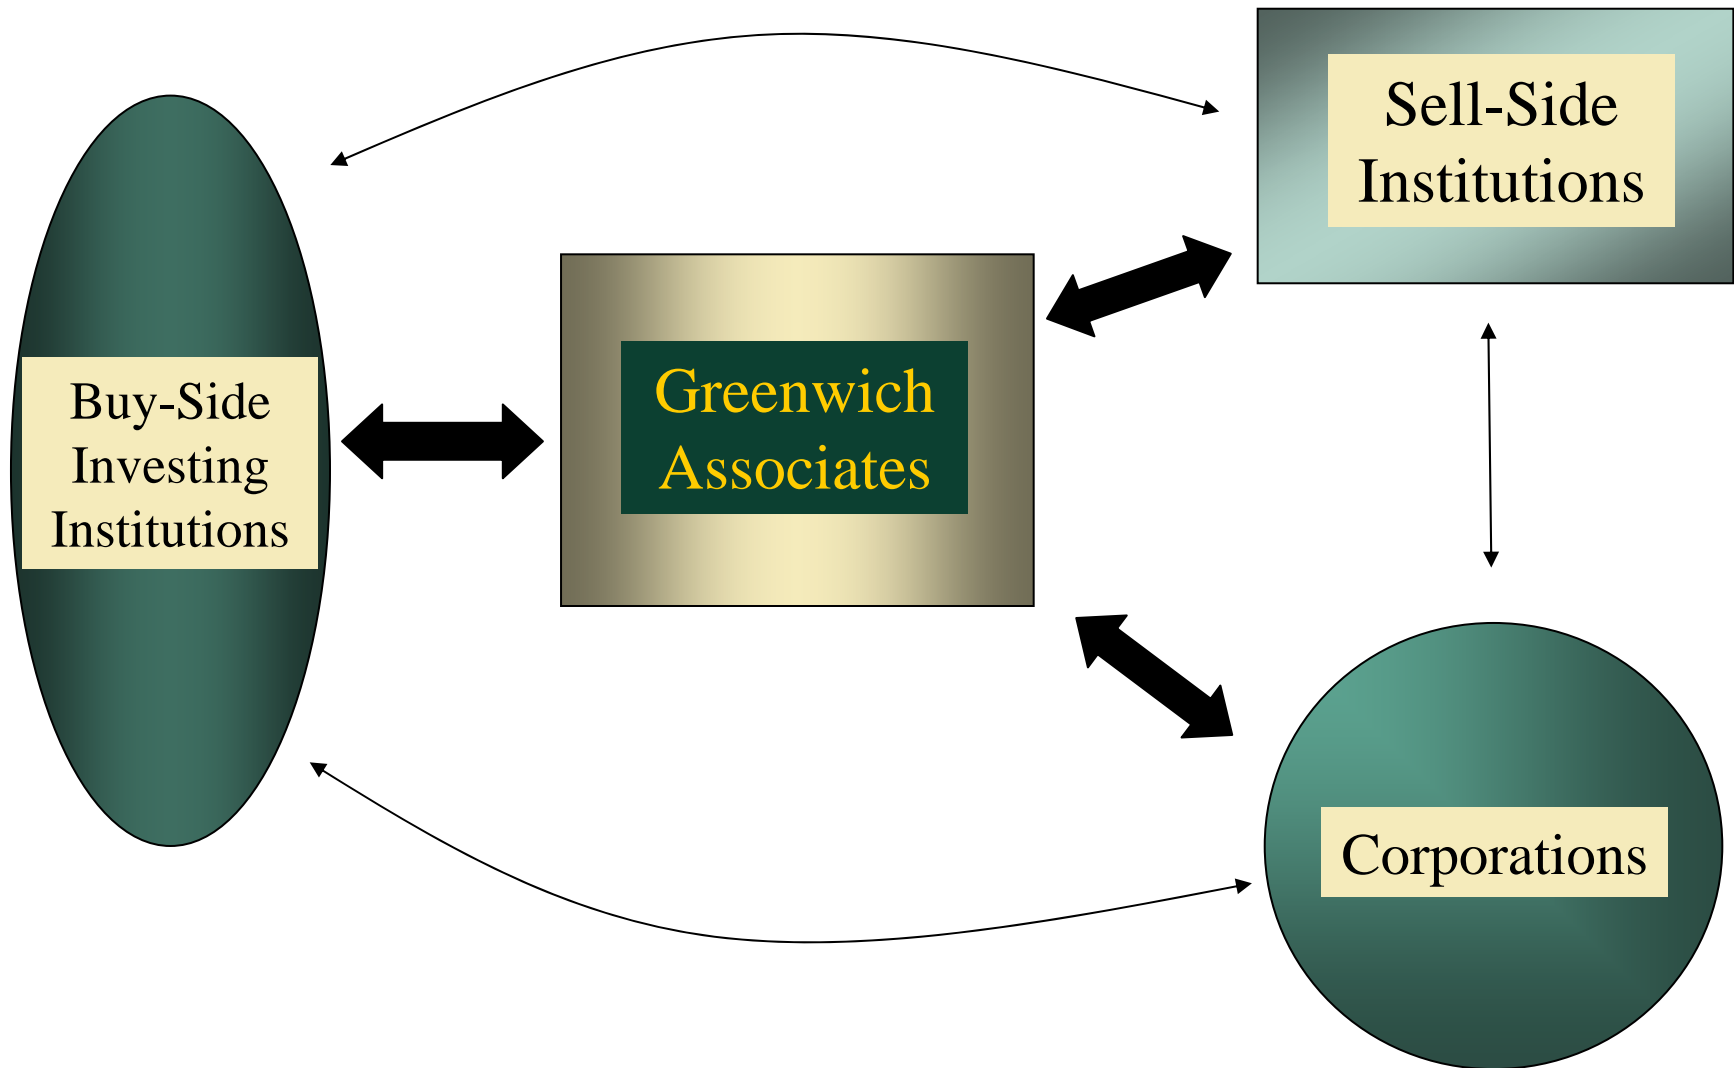 Sell-Side
Institutions
Greenwich
Associates
Buy-Side
Investing
Institutions
Corporations